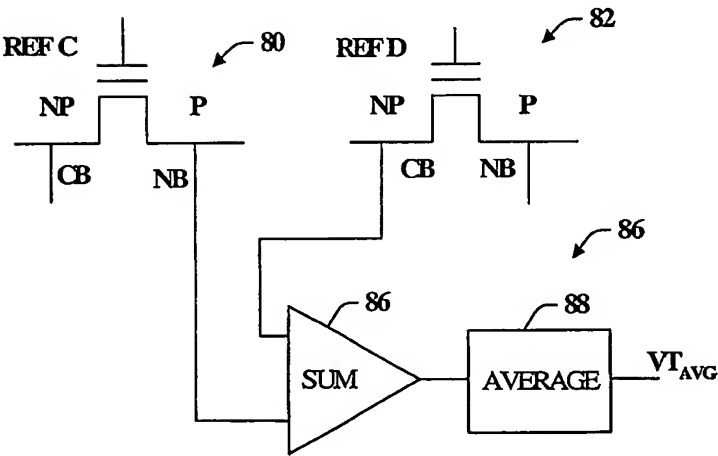 REF C
80
REF D
82
NP
P
NP
P
CB
NB
CB
NB
86
86
88
SUM
AVERAGE
VT_AVG